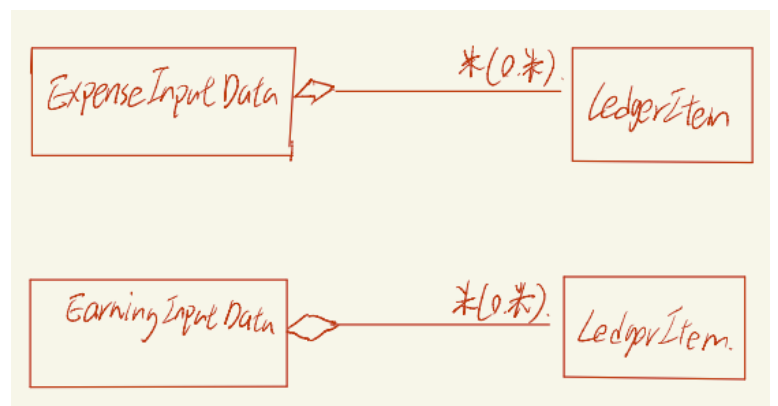 ExpenseInputData
*(0.*).
LedgerItem
EarningInputData
*(0.*).
LedgerItem.